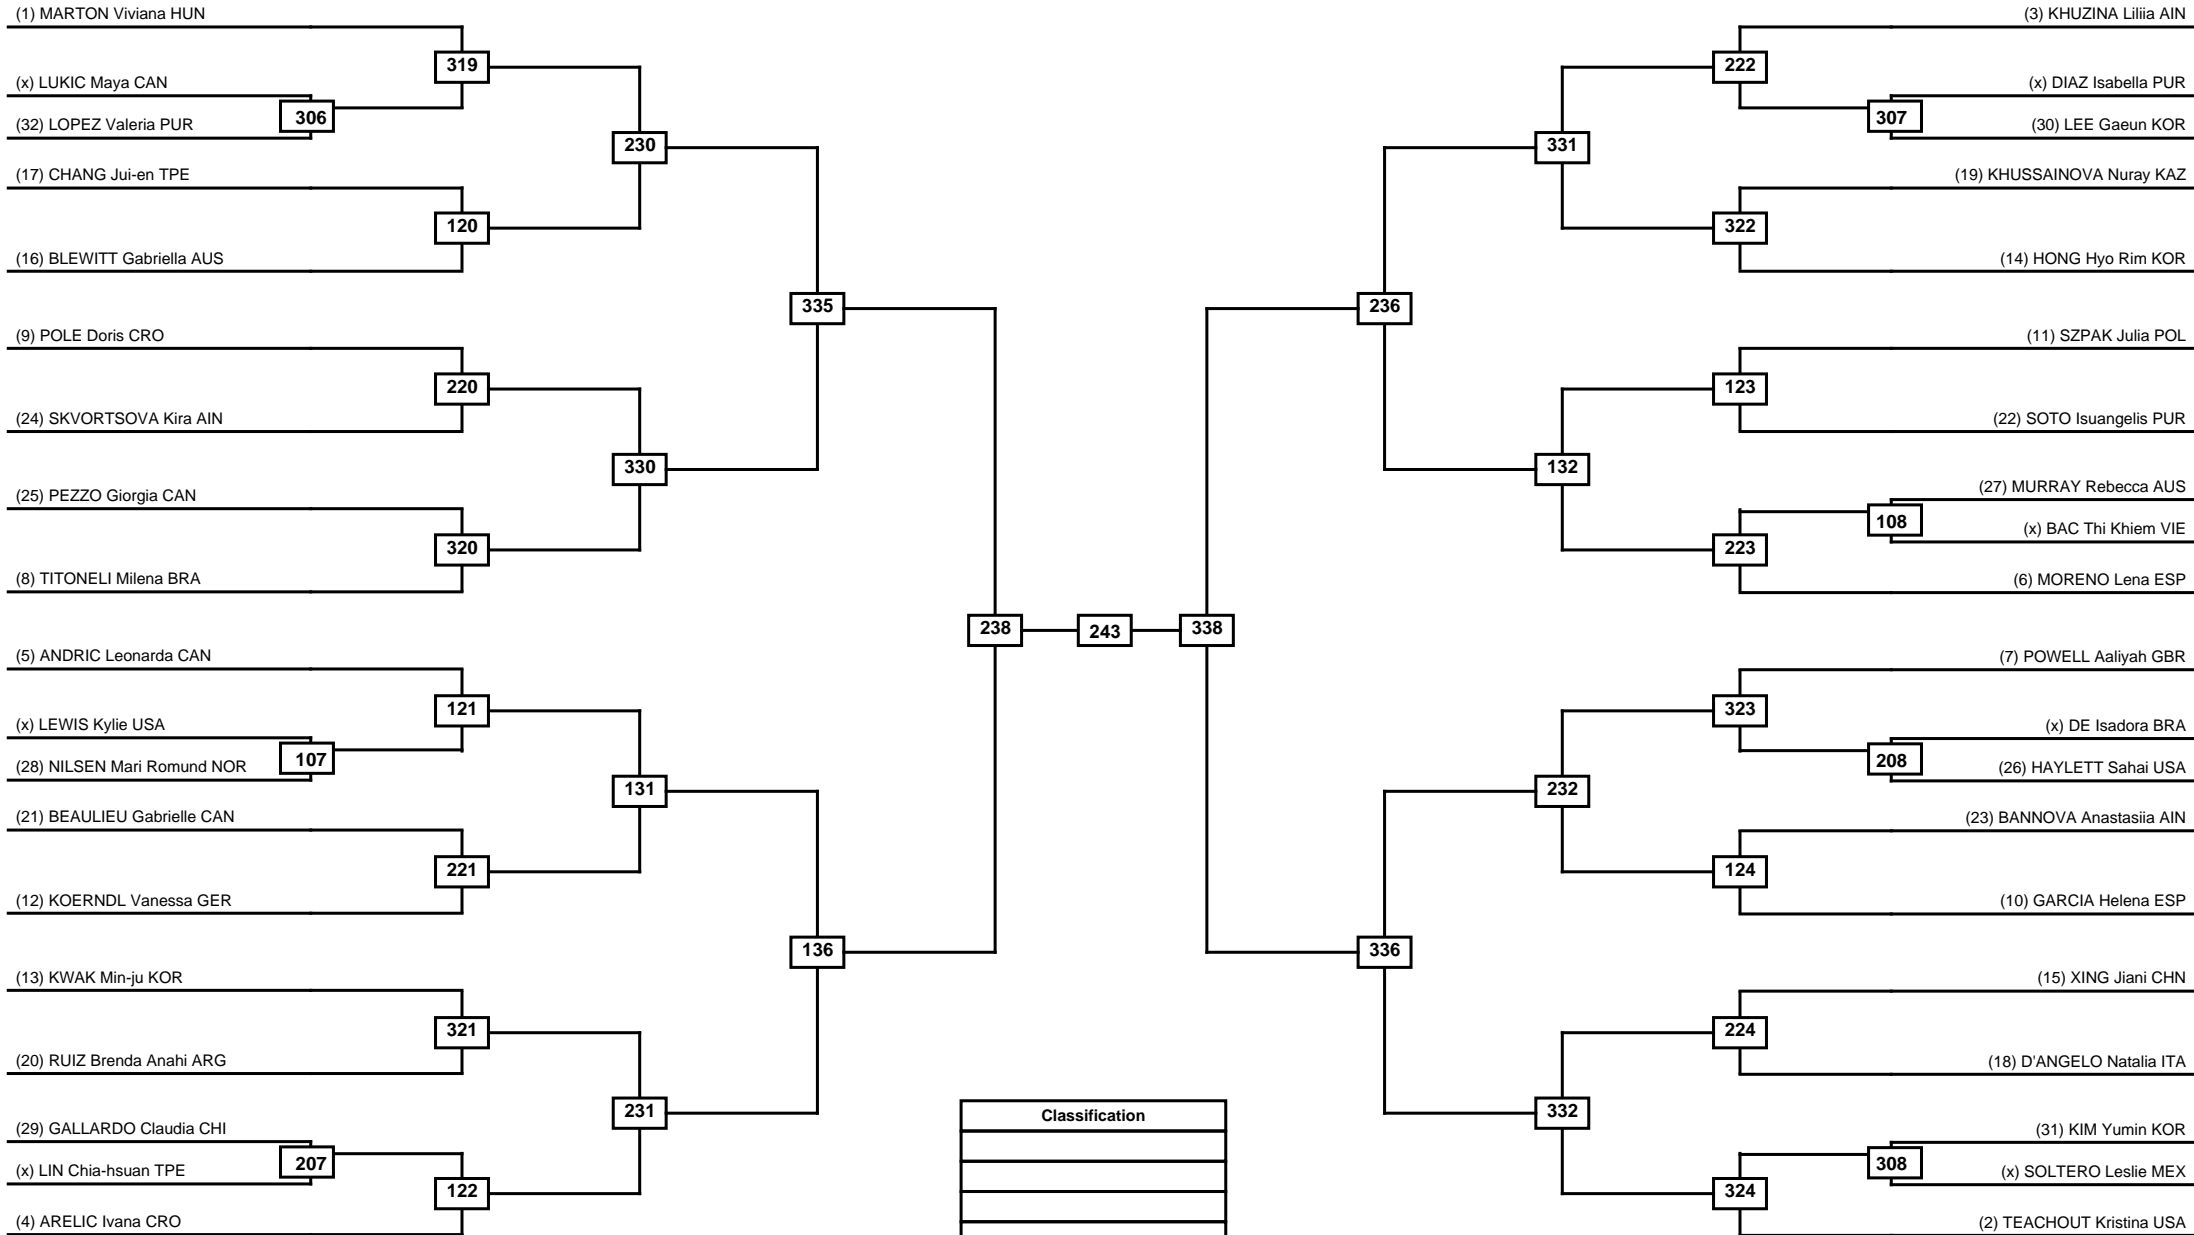 (1) MARTON Viviana HUN
319
(x) LUKIC Maya CAN
306
(32) LOPEZ Valeria PUR
230
(17) CHANG Jui-en TPE
120
(16) BLEWITT Gabriella AUS
335
(9) POLE Doris CRO
220
(24) SKVORTSOVA Kira AIN
330
(25) PEZZO Giorgia CAN
320
(8) TITONELI Milena BRA
238
243
338
(5) ANDRIC Leonarda CAN
121
(x) LEWIS Kylie USA
107
(28) NILSEN Mari Romund NOR
131
(21) BEAULIEU Gabrielle CAN
221
(12) KOERNDL Vanessa GER
136
(13) KWAK Min-ju KOR
321
(20) RUIZ Brenda Anahi ARG
231
(29) GALLARDO Claudia CHI
207
(x) LIN Chia-hsuan TPE
122
(4) ARELIC Ivana CRO
Classification
(3) KHUZINA Liliia AIN
222
(x) DIAZ Isabella PUR
307
(30) LEE Gaeun KOR
331
(19) KHUSSAINOVA Nuray KAZ
322
(14) HONG Hyo Rim KOR
236
(11) SZPAK Julia POL
123
(22) SOTO Isuangelis PUR
132
(27) MURRAY Rebecca AUS
108
(x) BAC Thi Khiem VIE
223
(6) MORENO Lena ESP
(7) POWELL Aaliyah GBR
323
(x) DE Isadora BRA
208
(26) HAYLETT Sahai USA
232
(23) BANNOVA Anastasiia AIN
124
(10) GARCIA Helena ESP
336
(15) XING Jiani CHN
224
(18) D'ANGELO Natalia ITA
332
(31) KIM Yumin KOR
308
(x) SOLTERO Leslie MEX
324
(2) TEACHOUT Kristina USA